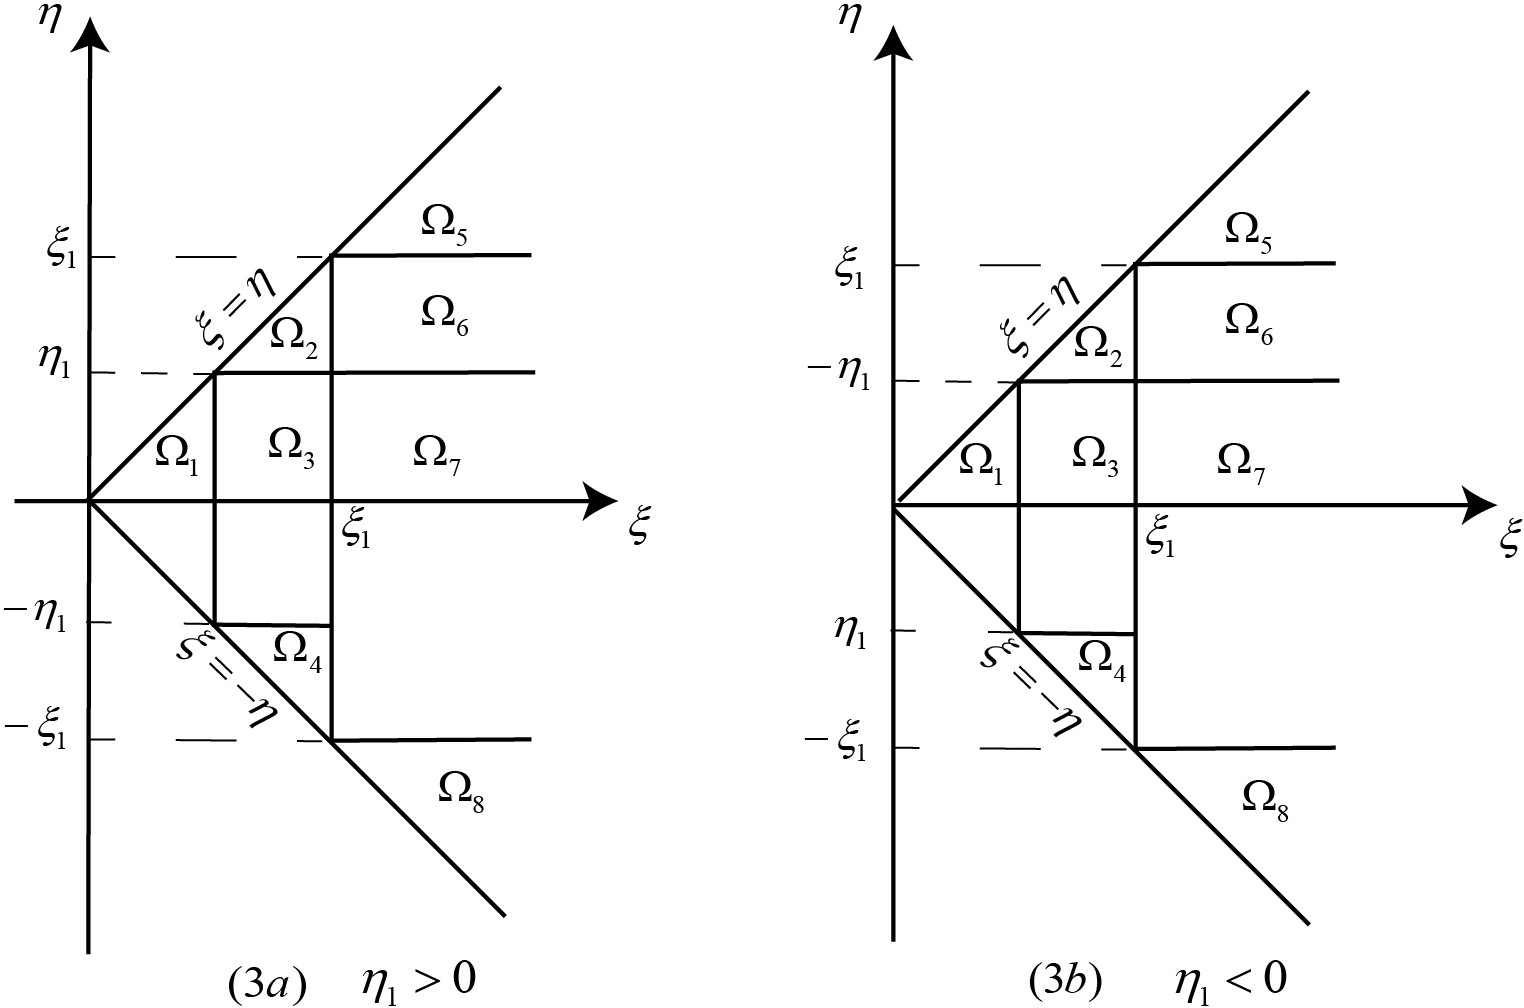 η
ξ₁
η₁
−η₁
−ξ₁
ξ = η
ξ = −η
Ω₁
Ω₂
Ω₃
Ω₄
Ω₅
Ω₆
Ω₇
Ω₈
ξ₁
ξ
(3a) η₁ > 0
η
ξ₁
−η₁
η₁
−ξ₁
ξ = η
ξ = −η
Ω₁
Ω₂
Ω₃
Ω₄
Ω₅
Ω₆
Ω₇
Ω₈
ξ₁
ξ
(3b) η₁ < 0